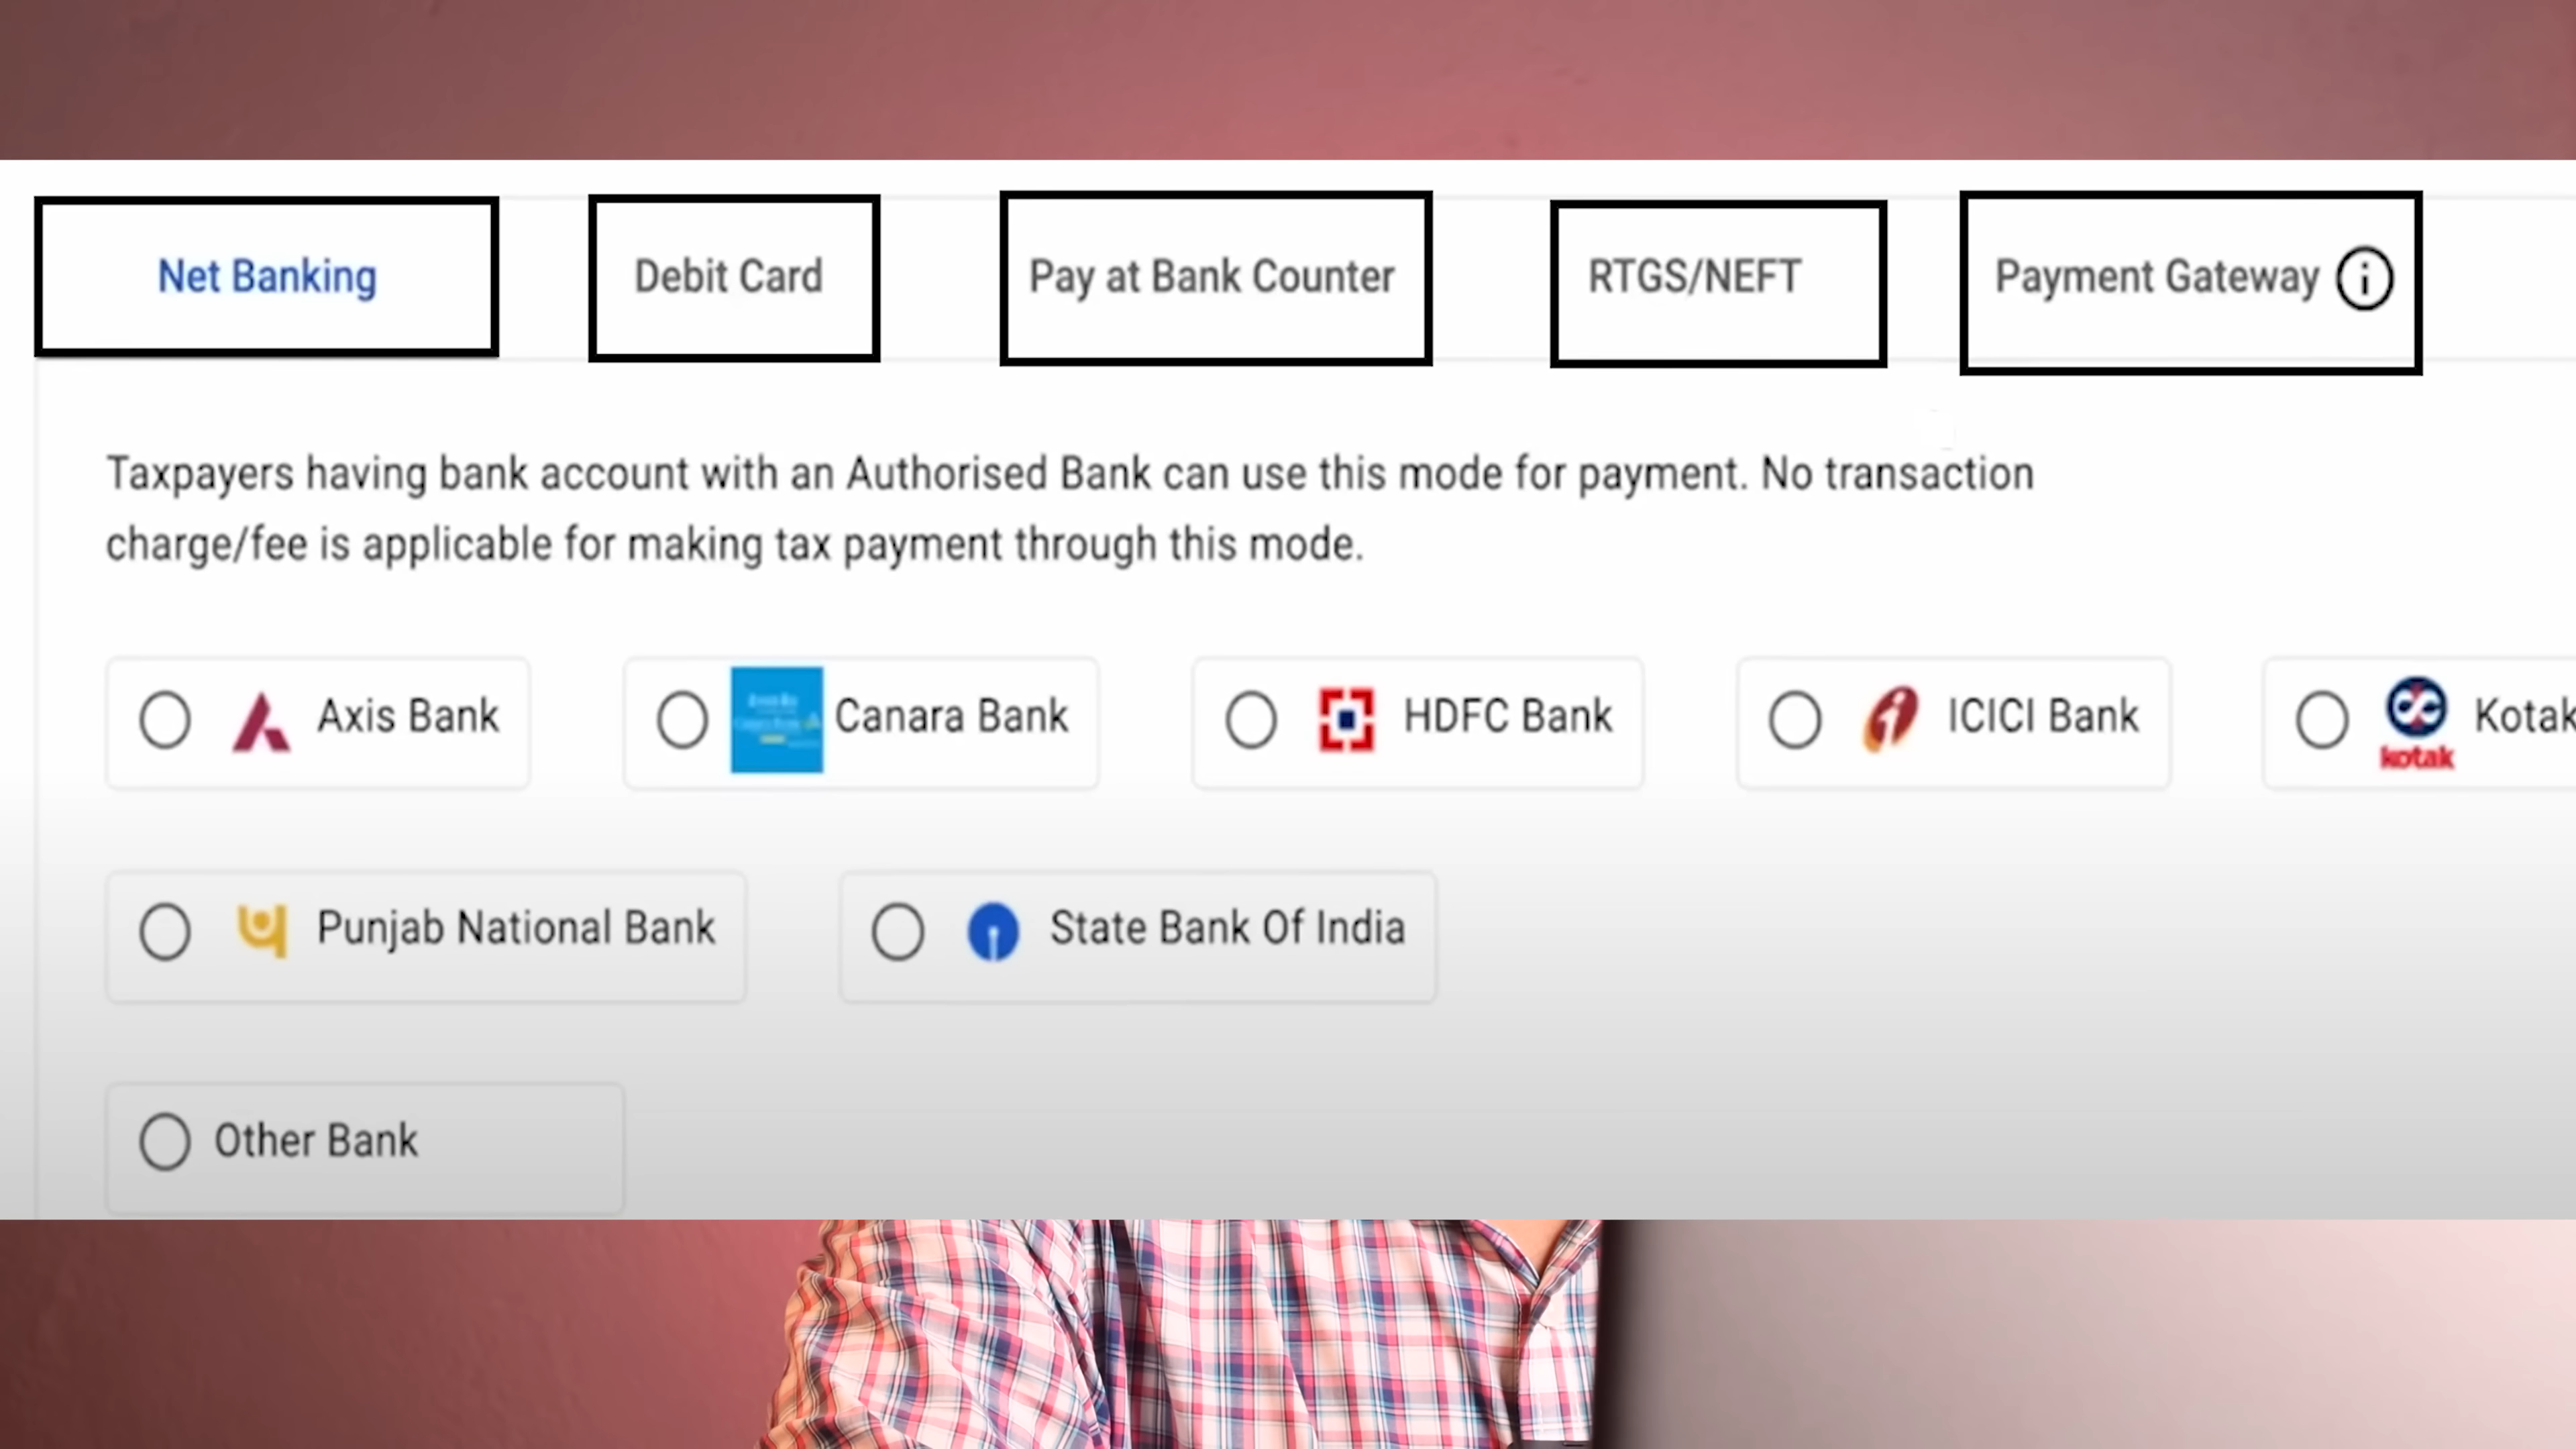 Net Banking Debit Card Pay at Bank Counter RTGS/NEFT Payment Gateway i
Taxpayers having bank account with an Authorised Bank can use this mode for payment. No transaction
charge/fee is applicable for making tax payment through this mode.
Axis Bank Canara Bank HDFC Bank ICICI Bank kotak Kotak
Punjab National Bank State Bank Of India
Other Bank